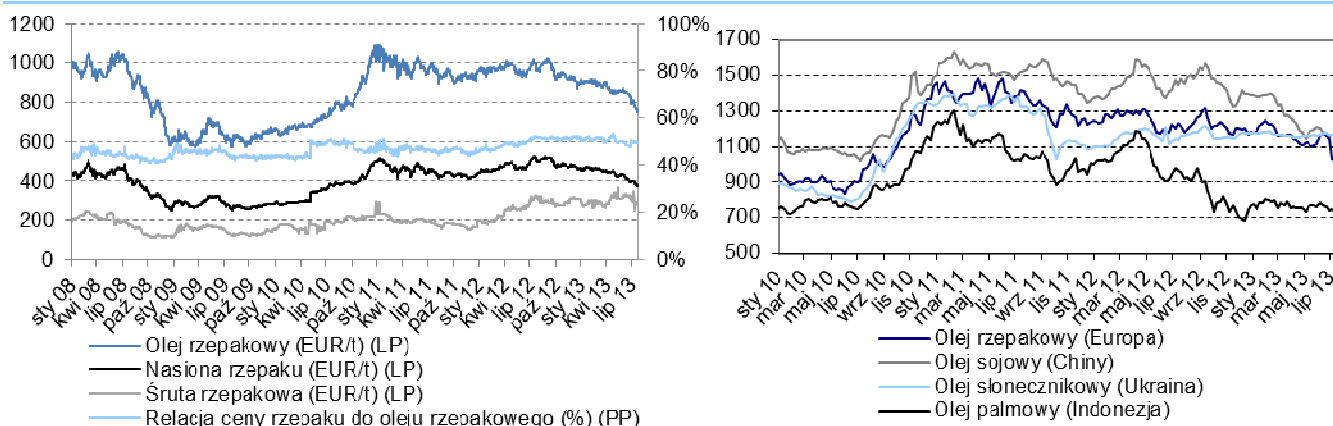 1200
1000
800
600
400
200
0
100%
80%
60%
40%
20%
0%
sty 08
kwi 08
lip 08
paź 08
sty 09
kwi 09
lip 09
paź 09
sty 10
kwi 10
lip 10
paź 10
sty 11
kwi 11
lip 11
paź 11
sty 12
kwi 12
lip 12
paź 12
sty 13
kwi 13
lip 13
Olej rzepakowy (EUR/t) (LP)
Nasiona rzepaku (EUR/t) (LP)
Śruta rzepakowa (EUR/t) (LP)
Relacja ceny rzepaku do oleju rzepakowego (%) (PP)
1700
1500
1300
1100
900
700
500
sty 10
mar 10
maj 10
lip 10
wrz 10
lis 10
sty 11
mar 11
maj 11
lip 11
wrz 11
lis 11
sty 12
mar 12
maj 12
lip 12
wrz 12
lis 12
sty 13
mar 13
maj 13
lip 13
Olej rzepakowy (Europa)
Olej sojowy (Chiny)
Olej słonecznikowy (Ukraina)
Olej palmowy (Indonezja)